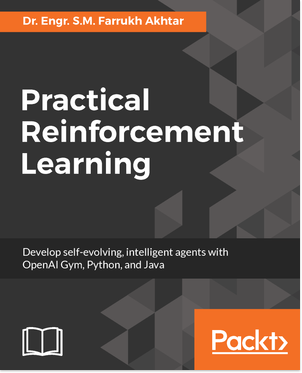 Dr. Engr. S.M. Farrukh Akhtar
Practical
Reinforcement
Learning
Develop self-evolving, intelligent agents with
OpenAI Gym, Python, and Java
Packt>